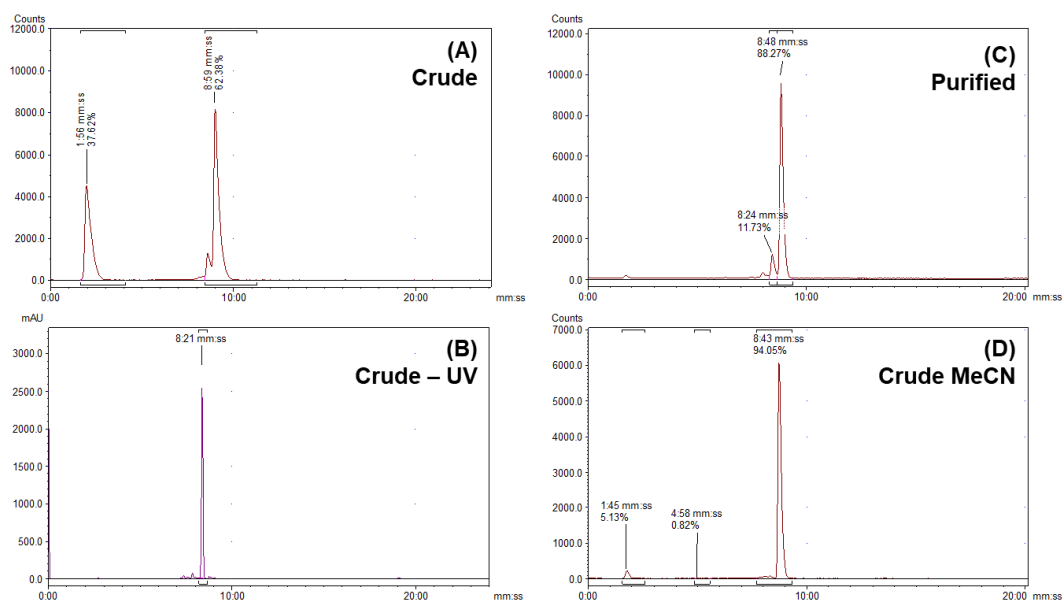 Counts
12000.0
10000.0
8000.0
6000.0
4000.0
2000.0
0.0
1:56 mm:ss
37.62%
8:59 mm:ss
62.38%
(A)
Crude
0:00
10:00
20:00
mm:ss
mAU
3000.0
2500.0
2000.0
1500.0
1000.0
500.0
0.0
8:21 mm:ss
(B)
Crude – UV
0:00
10:00
20:00
mm:ss
Counts
12000.0
10000.0
8000.0
6000.0
4000.0
2000.0
0.0
8:48 mm:ss
88.27%
8:24 mm:ss
11.73%
(C)
Purified
0:00
10:00
20:00
mm:ss
Counts
7000.0
6000.0
5000.0
4000.0
3000.0
2000.0
1000.0
0.0
8:43 mm:ss
94.05%
1:45 mm:ss
5.13%
4:58 mm:ss
0.82%
(D)
Crude MeCN
0:00
10:00
20:00
mm:ss